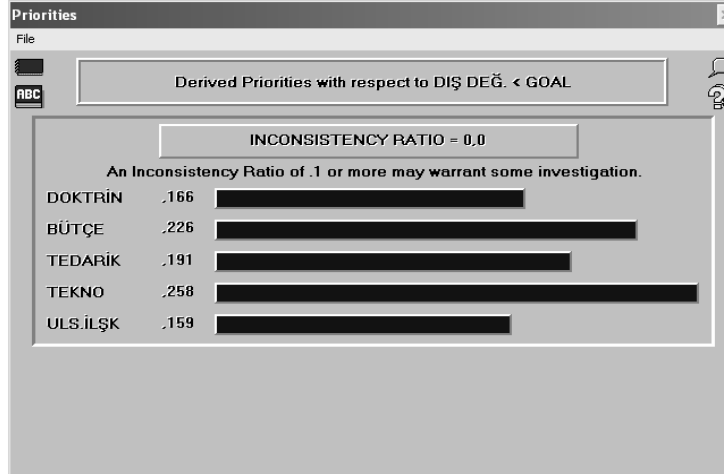 Priorities
File
ABC
Derived Priorities with respect to DIŞ DEĞ. < GOAL
INCONSISTENCY RATIO = 0,0
An Inconsistency Ratio of .1 or more may warrant some investigation.
DOKTRİN ,166
BÜTÇE ,226
TEDARİK ,191
TEKNO ,258
ULS.İLŞK ,159